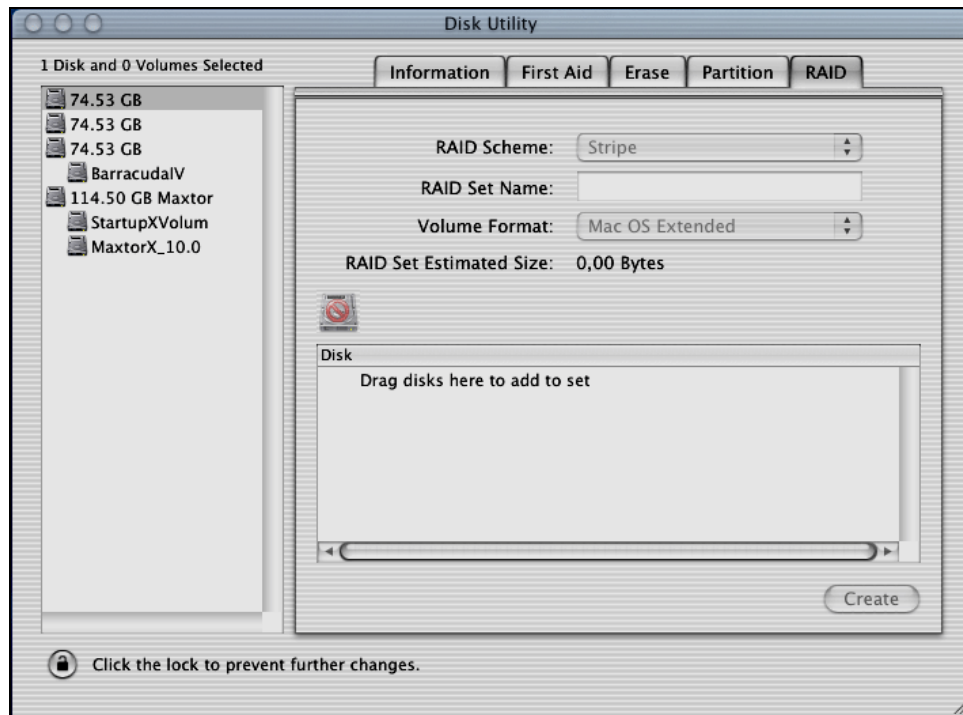 Disk Utility
1 Disk and 0 Volumes Selected
74.53 GB
74.53 GB
74.53 GB
BarracudaIV
114.50 GB Maxtor
StartupXVolum
MaxtorX_10.0
Information
First Aid
Erase
Partition
RAID
RAID Scheme: Stripe
RAID Set Name:
Volume Format: Mac OS Extended
RAID Set Estimated Size: 0,00 Bytes
Disk
Drag disks here to add to set
Create
Click the lock to prevent further changes.